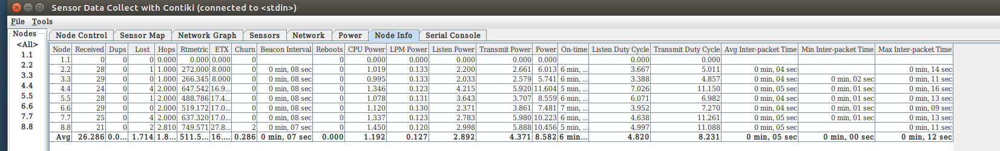 Sensor Data Collect with Contiki (connected to <stdin>)
File Tools
Nodes
<All>
1.1
2.2
3.3
4.4
5.5
6.6
7.7
8.8
Node Control Sensor Map Network Graph Sensors Network Power Node Info Serial Console
Node Received Dups Lost Hops Rtmetric ETX Churn Beacon Interval Reboots CPU Power LPM Power Listen Power Transmit Power Power On-time Listen Duty Cycle Transmit Duty Cycle Avg Inter-packet Time Min Inter-packet Time Max Inter-packet Time
1.1 0 0 0 0.000 0.000 0.000 0 0 0.000 0.000 0.000 0.000 0.000 0.000 0.000
2.2 28 0 1 1.000 272.000 8.000 0 0 min, 08 sec 0 1.019 0.133 2.200 2.661 6.013 6 min, ... 3.667 5.011 0 min, 04 sec 0 min, 14 sec
3.3 29 0 0 1.000 266.345 8.000 0 0 min, 08 sec 0 0.995 0.133 2.033 2.579 5.741 6 min, ... 3.388 4.857 0 min, 04 sec 0 min, 02 sec 0 min, 11 sec
4.4 24 0 4 2.000 647.542 16.9... 0 0 min, 08 sec 0 1.346 0.123 4.215 5.920 11.604 5 min, ... 7.026 11.150 0 min, 05 sec 0 min, 01 sec 0 min, 16 sec
5.5 28 0 1 2.000 488.786 17.4... 0 0 min, 08 sec 0 1.078 0.131 3.643 3.707 8.559 6 min, ... 6.071 6.982 0 min, 04 sec 0 min, 01 sec 0 min, 13 sec
6.6 29 0 0 2.000 519.172 17.0... 0 0 min, 08 sec 0 1.120 0.130 2.371 3.861 7.481 7 min, ... 3.952 7.270 0 min, 04 sec 0 min, 01 sec 0 min, 09 sec
7.7 25 0 4 2.000 637.320 17.0... 0 0 min, 08 sec 0 1.337 0.123 2.783 5.980 10.223 6 min, ... 4.638 11.261 0 min, 05 sec 0 min, 01 sec 0 min, 13 sec
8.8 21 0 2 2.810 749.571 27.8... 2 0 min, 07 sec 0 1.450 0.120 2.998 5.888 10.456 5 min, ... 4.997 11.088 0 min, 05 sec 0 min, 11 sec
Avg 26.286 0.0... 1.714 1.8... 511.5... 16.... 0.286 0 min, 07 sec 0.000 1.192 0.127 2.892 4.371 8.582 6 min... 4.820 8.231 0 min, 05 sec 0 min, 00 sec 0 min, 12 sec